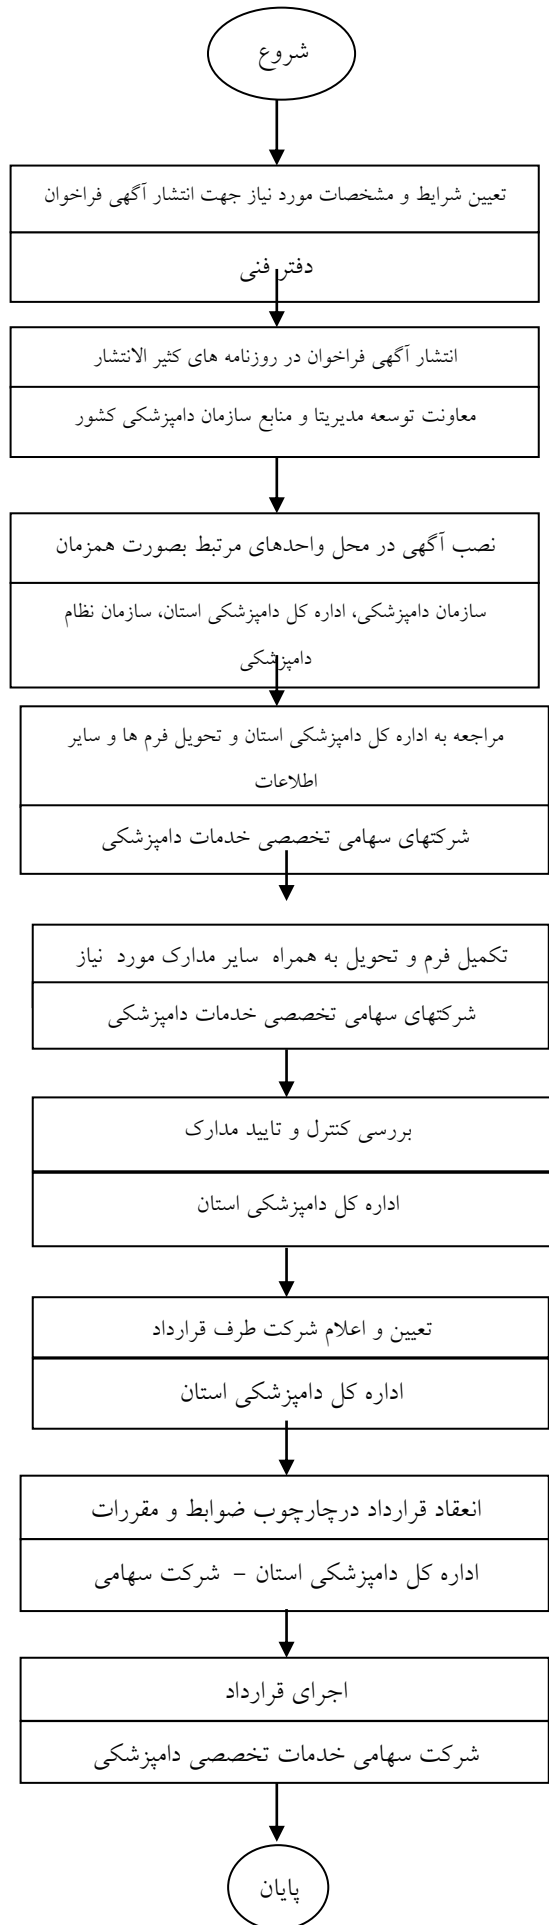 شروع
تعیین شرایط و مشخصات مورد نیاز جهت انتشار آگهی فراخوان
دفتر فنی
انتشار آگهی فراخوان در روزنامه های کثیر الانتشار
معاونت توسعه مدیریتا و منابع سازمان دامپزشکی کشور
نصب آگهی در محل واحدهای مرتبط بصورت همزمان
سازمان دامپزشکی، اداره کل دامپزشکی استان، سازمان نظام
دامپزشکی
مراجعه به اداره کل دامپزشکی استان و تحویل فرم ها و سایر
اطلاعات
شرکتهای سهامی تخصصی خدمات دامپزشکی
تکمیل فرم و تحویل به همراه سایر مدارک مورد نیاز
شرکتهای سهامی تخصصی خدمات دامپزشکی
بررسی کنترل و تایید مدارک
اداره کل دامپزشکی استان
تعیین و اعلام شرکت طرف قرارداد
اداره کل دامپزشکی استان
انعقاد قرارداد درچارچوب ضوابط و مقررات
اداره کل دامپزشکی استان – شرکت سهامی
اجرای قرارداد
شرکت سهامی خدمات تخصصی دامپزشکی
پایان